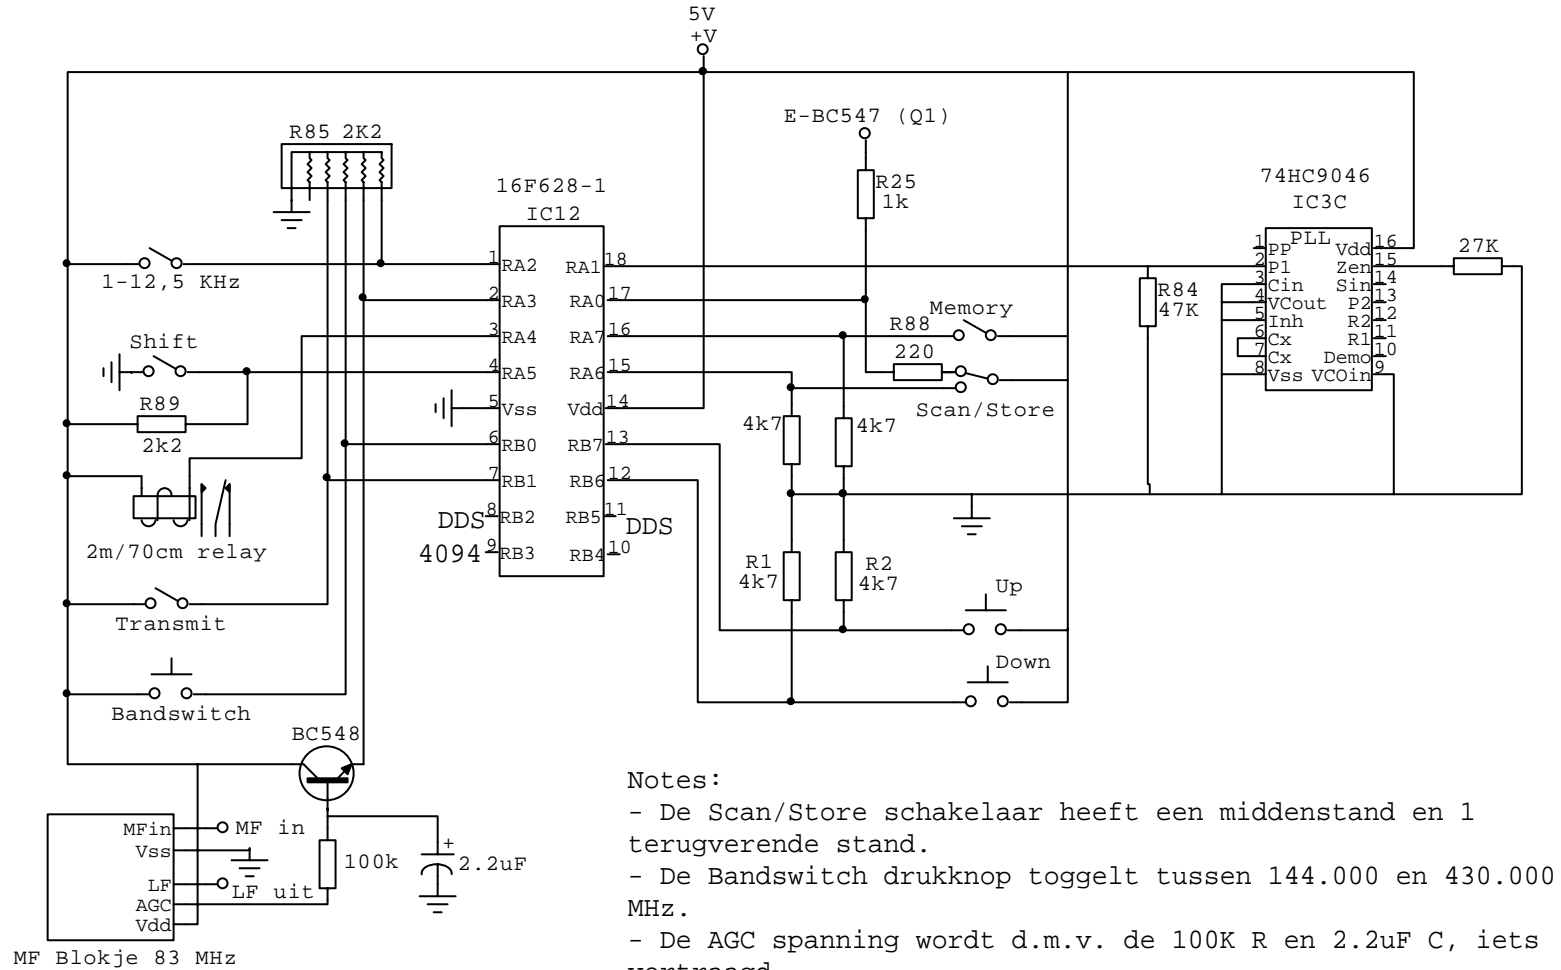 5V
+V
E-BC547 (Q1)
R85 2K2
R25
1k
16F628-1
IC12
74HC9046
IC3C
1 RA2
RA1 18
2 RA3
RA0 17
3 RA4
RA7 16
4 RA5
RA6 15
5 Vss
Vdd 14
6 RB0
RB7 13
7 RB1
RB6 12
8 RB2
RB5 11
9 RB3
RB4 10
DDS
4094
DDS
PLL
1 PP
Vdd 16
2 P1
Zen 15
3 Cin
Sin 14
4 VCout
P2 13
5 Inh
R2 12
6 Cx
R1 11
7 Cx
Demo 10
8 Vss
VCOin 9
27K
R84
47K
1-12,5 KHz
Shift
R89
2k2
2m/70cm relay
Transmit
Bandswitch
Memory
R88
220
Scan/Store
4k7
4k7
R1
4k7
R2
4k7
Up
Down
BC548
MFin
MF in
Vss
LF
LF uit
AGC
Vdd
100k
+
2.2uF
MF Blokje 83 MHz
Notes:
- De Scan/Store schakelaar heeft een middenstand en 1
terugverende stand.
- De Bandswitch drukknop toggelt tussen 144.000 en 430.000
MHz.
- De AGC spanning wordt d.m.v. de 100K R en 2.2uF C, iets